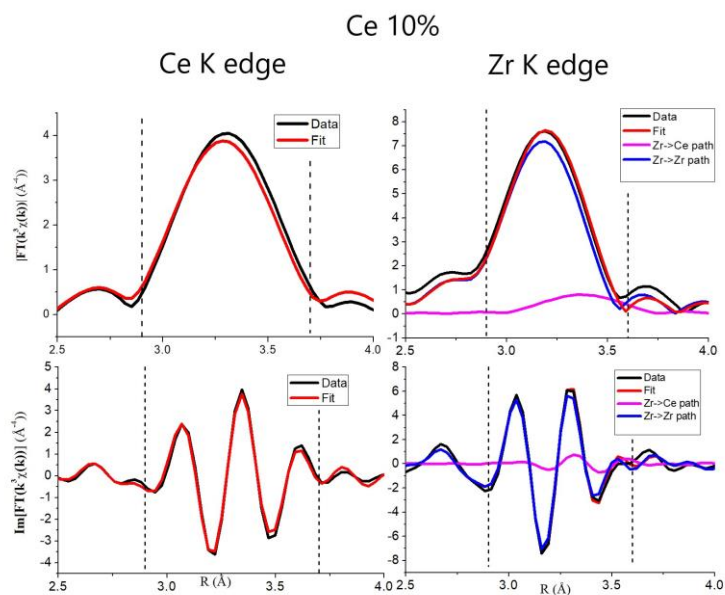 Ce 10%
Ce K edge
Zr K edge
|FT(k³χ(k))| (Å⁻⁴)
4
3
2
1
0
Data
Fit
2.5 3.0 3.5 4.0
8
7
6
5
4
3
2
1
0
-1
Data
Fit
Zr->Ce path
Zr->Zr path
2.5 3.0 3.5 4.0
Im[FT(k³χ(k))] (Å⁻⁴)
5
4
3
2
1
0
-1
-2
-3
-4
Data
Fit
2.5 3.0 3.5 4.0
R (Å)
8
6
4
2
0
-2
-4
-6
-8
Data
Fit
Zr->Ce path
Zr->Zr path
2.5 3.0 3.5 4.0
R (Å)